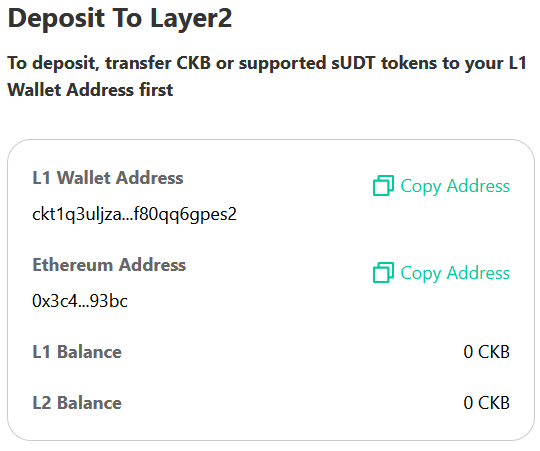 Deposit To Layer2
To deposit, transfer CKB or supported sUDT tokens to your L1
Wallet Address first
L1 Wallet Address
Copy Address
ckt1q3uljza...f80qq6gpes2
Ethereum Address
Copy Address
0x3c4...93bc
L1 Balance 0 CKB
L2 Balance 0 CKB